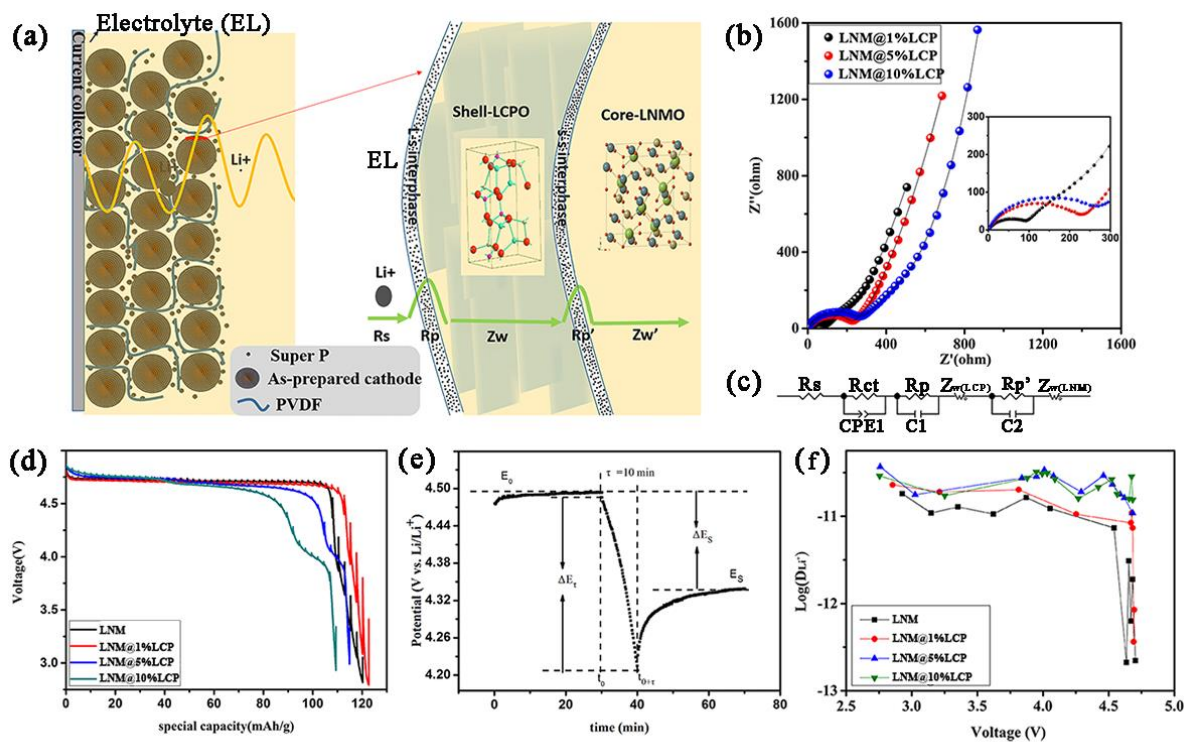 (a)
Electrolyte (EL)
Current collector
Li+
Super P
As-prepared cathode
PVDF
EL
L-s interphase
Shell-LCPO
s-s interphase
Core-LNMO
Li+
Rs Rp Zw Rp' Zw'
(b)
LNM@1%LCP
LNM@5%LCP
LNM@10%LCP
Z''(ohm)
1600
1200
800
400
0
0 400 800 1200 1600
Z'(ohm)
300
200
100
0
0 100 200 300
(c)
Rs Rct Rp Zw(LCP) Rp' Zw(LNM)
CPE1 C1 C2
(d)
Voltage(V)
4.5
4.0
3.5
3.0
LNM
LNM@1%LCP
LNM@5%LCP
LNM@10%LCP
0 10 20 30 40 50 60 70 80 90 100 110 120 130
special capacity(mAh/g)
(e)
Potential (V vs. Li/Li+)
4.50
4.44
4.38
4.32
4.26
4.20
E0
τ =10 min
ΔEτ
ΔES
ES
t0
t0+τ
0 10 20 30 40 50 60 70 80
time (min)
(f)
-11
-12
-13
LNM
LNM@1%LCP
LNM@5%LCP
LNM@10%LCP
2.5 3.0 3.5 4.0 4.5 5.0
Voltage (V)